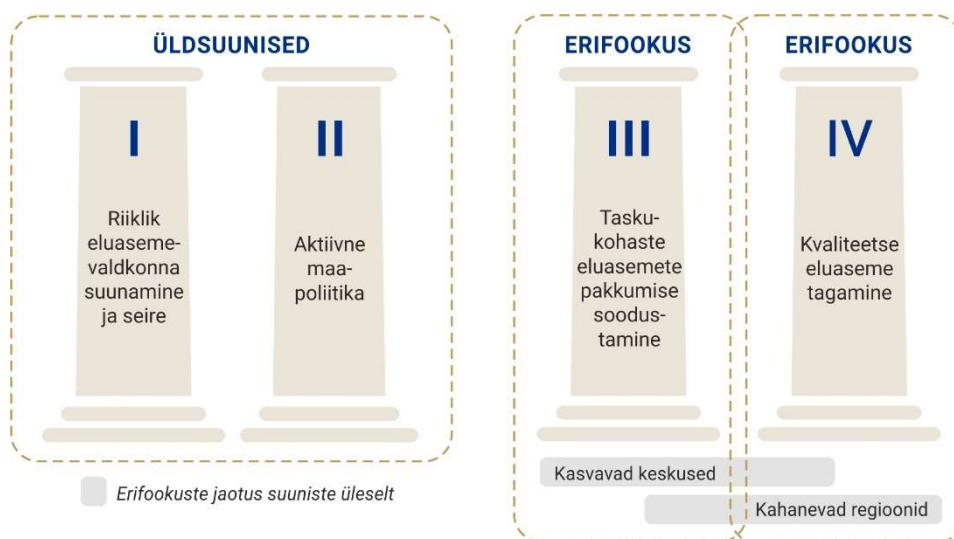 ÜLDSUUNISED
I
Riiklik
eluaseme-
valdkonna
suunamine
ja seire
II
Aktiivne
maa-
poliitika
ERIFOOKUS
III
Tasku-
kohaste
eluasemete
pakkumise
soodus-
tamine
ERIFOOKUS
IV
Kvaliteetse
eluaseme
tagamine
Kasvavad keskused
Kahanevad regioonid
Erifookuste jaotus suuniste üleselt